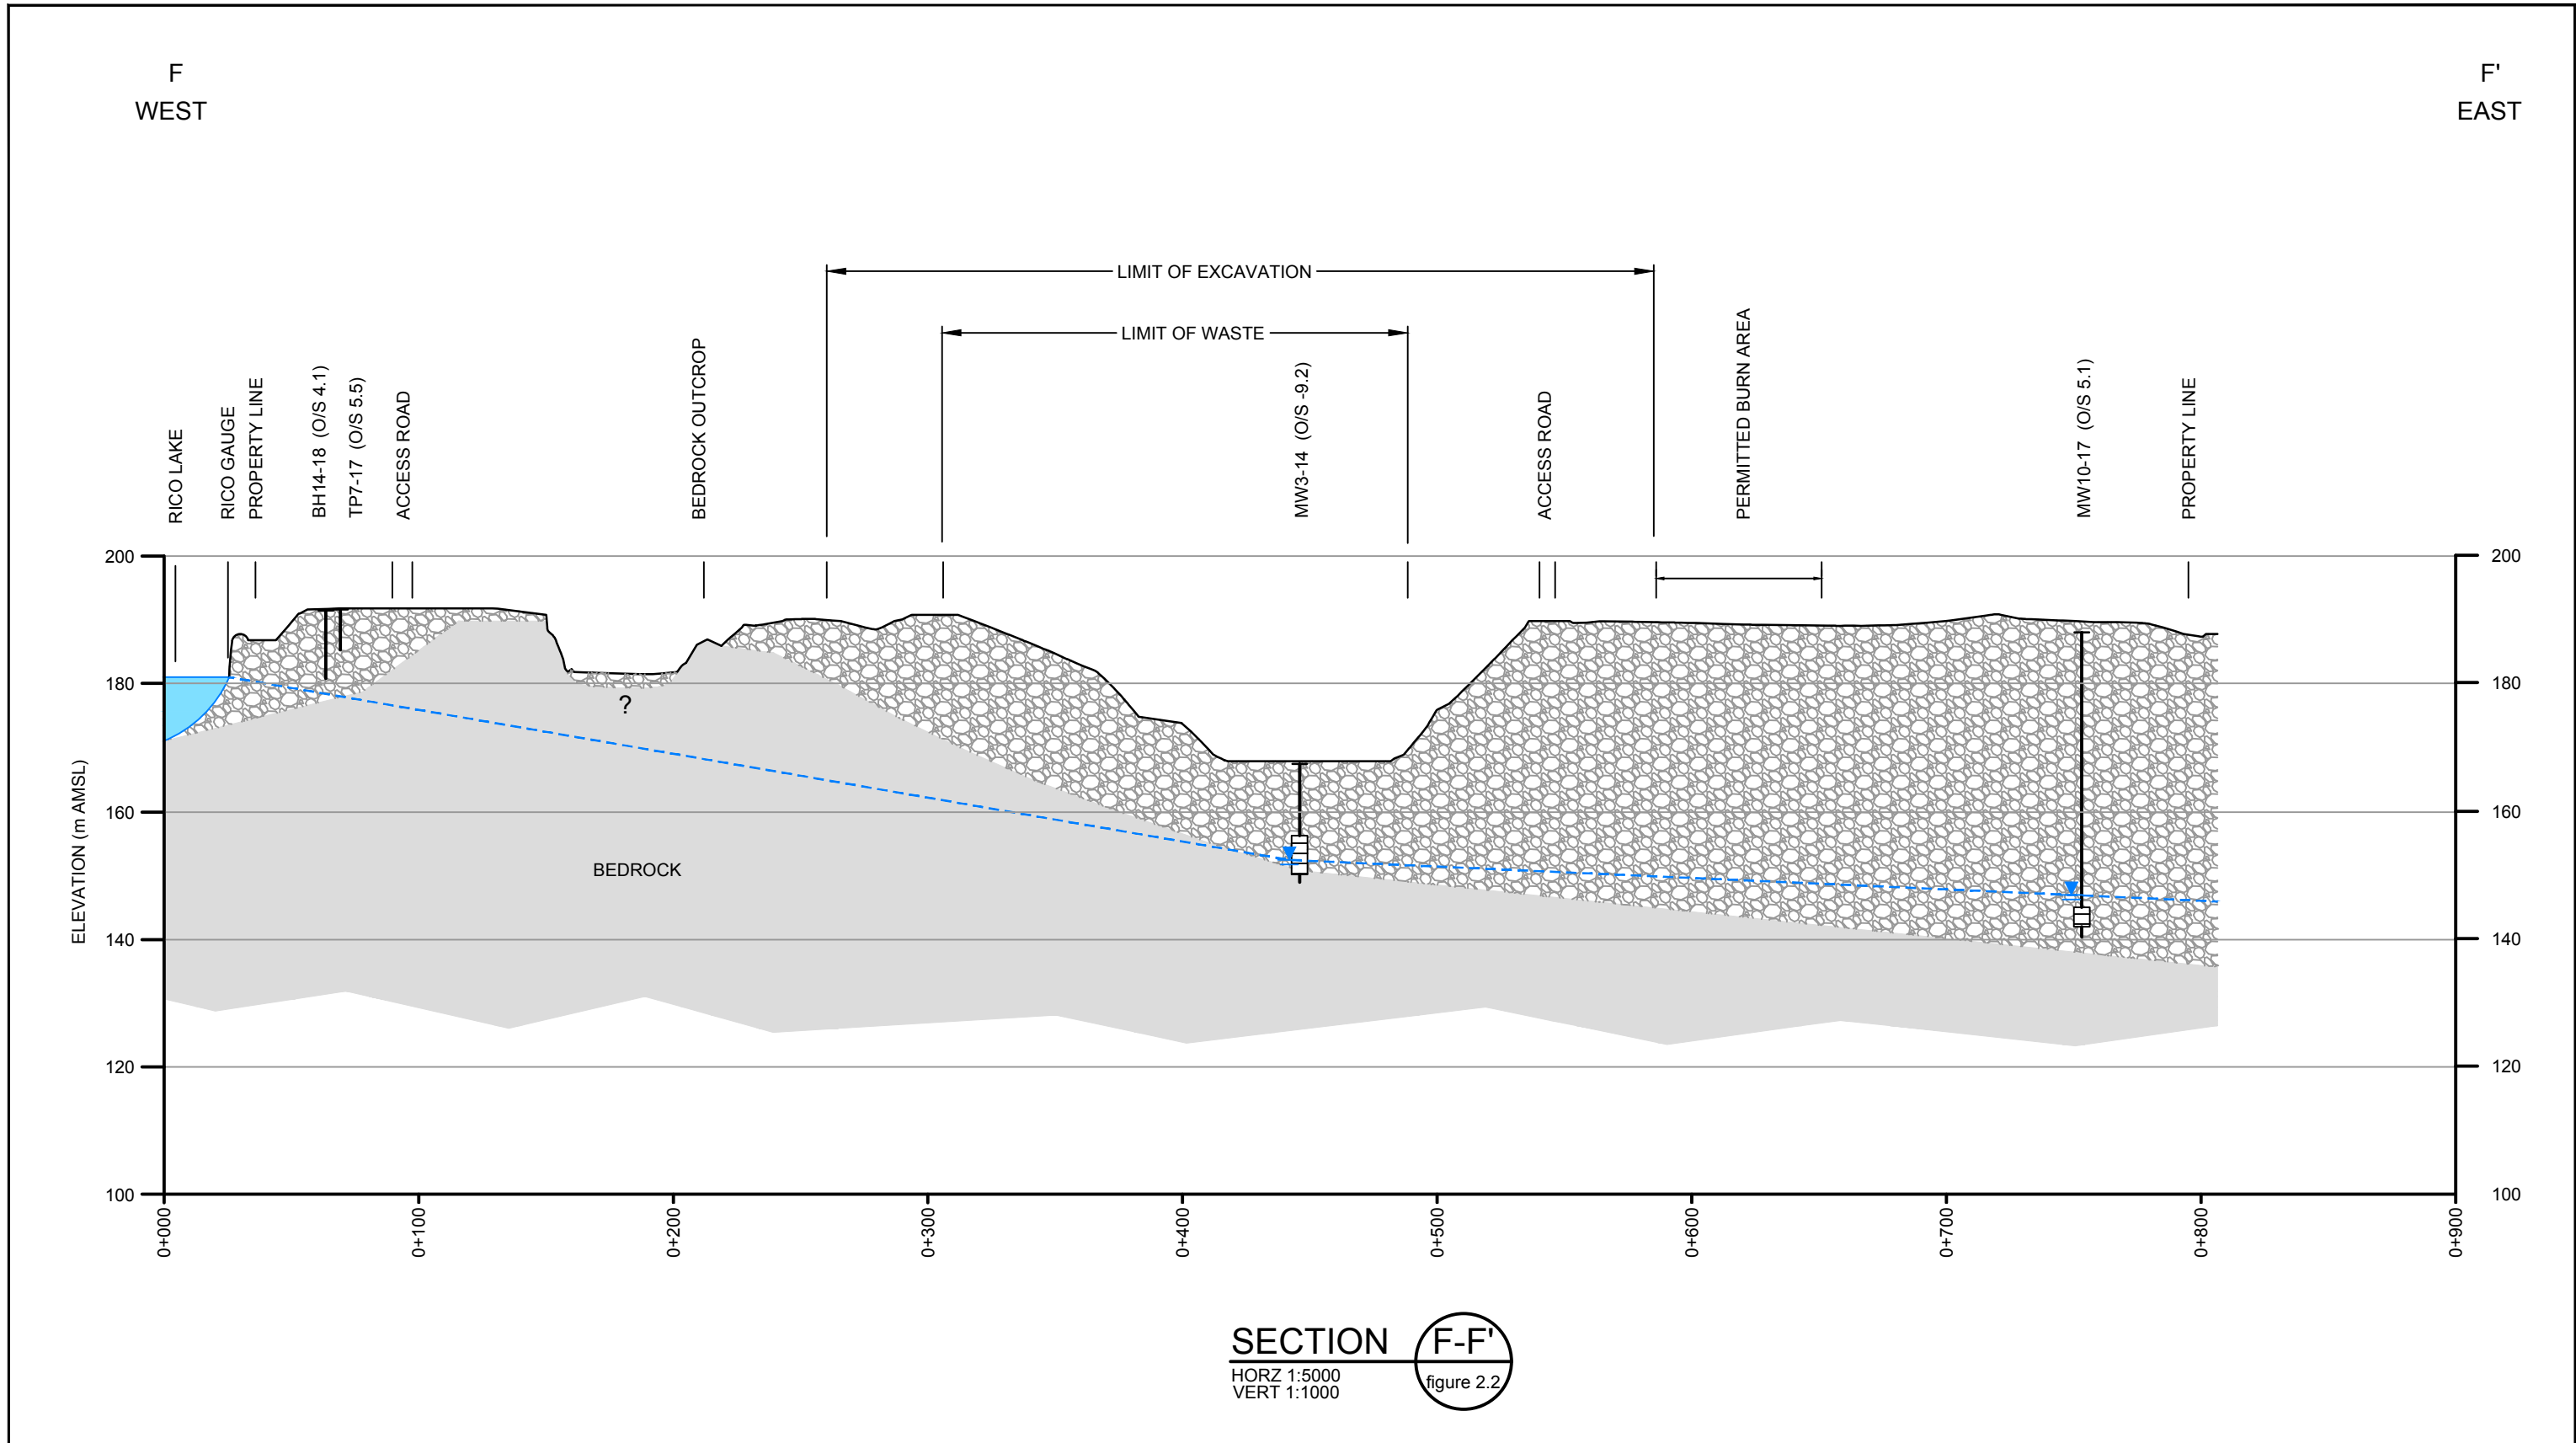 F
WEST
F'
EAST
LIMIT OF EXCAVATION
LIMIT OF WASTE
RICO LAKE
RICO GAUGE
PROPERTY LINE
BH14-18 (O/S 4.1)
TP7-17 (O/S 5.5)
ACCESS ROAD
BEDROCK OUTCROP
MW3-14 (O/S -9.2)
ACCESS ROAD
PERMITTED BURN AREA
MW10-17 (O/S 5.1)
PROPERTY LINE
ELEVATION (m AMSL)
200
180
160
140
120
100
?
BEDROCK
200
180
160
140
120
100
0+000
0+100
0+200
0+300
0+400
0+500
0+600
0+700
0+800
0+900
SECTION
F-F'
HORZ 1:5000
VERT 1:1000
figure 2.2